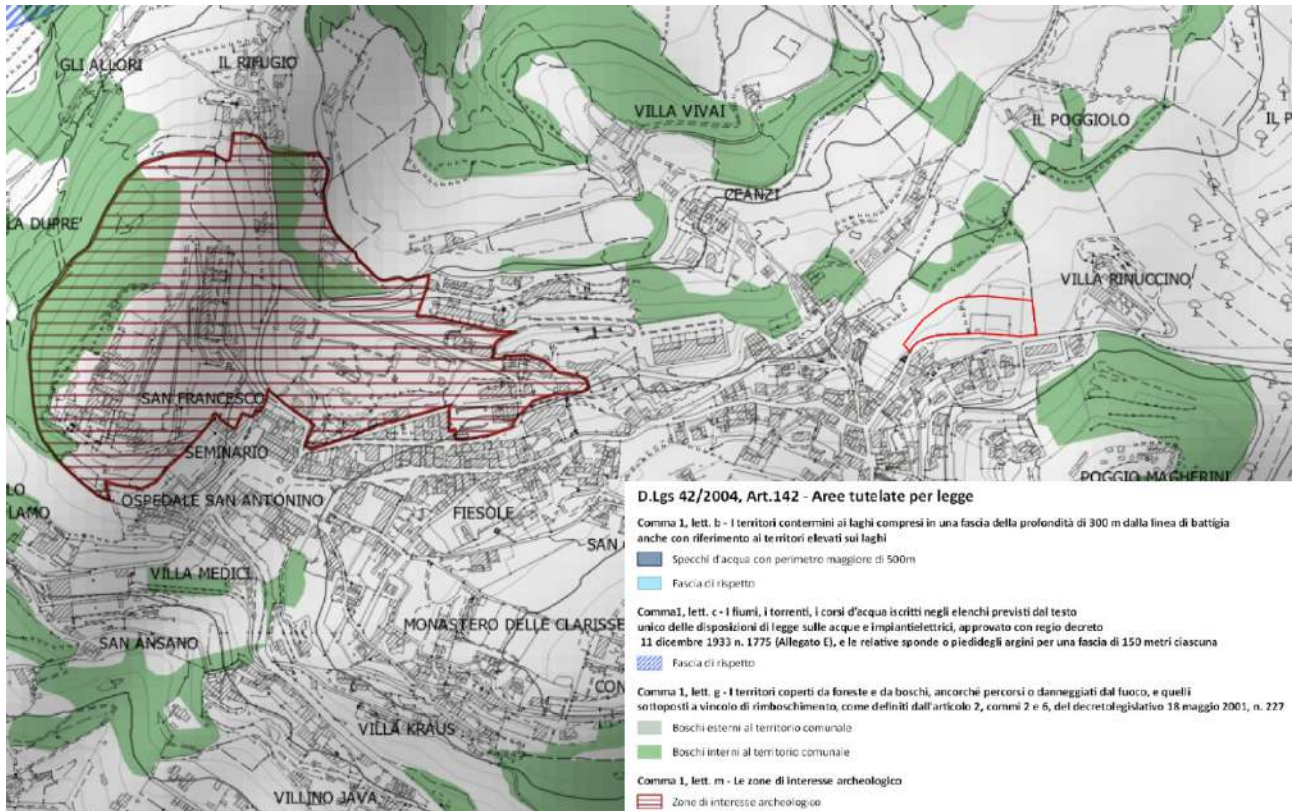 GLI ALLORI
IL RIFUGIO
VILLA VIVAI
IL POGGIOLO
IL P
CEANZI
LA DUPRE'
VILLA RINUCCINO
SAN FRANCESCO
SEMINARIO
POGGIO MAGHERINI
LO
LAMO
OSPEDALE SAN ANTONINO
FIESOLE
SAN
VILLA MEDICI
MONASTERO DELLE CLARISSE
SAN ANSANO
CON
VILLA KRAUS
VILLINO JAVA
D.Lgs 42/2004, Art.142 - Aree tutelate per legge
Comma 1, lett. b - I territori contermini ai laghi compresi in una fascia della profondità di 300 m dalla linea di battigia
anche con riferimento ai territori elevati sui laghi
Specchi d'acqua con perimetro maggiore di 500m
Fascia di rispetto
Comma1, lett. c - I fiumi, i torrenti, i corsi d'acqua iscritti negli elenchi previsti dal testo
unico delle disposizioni di legge sulle acque e impiantielettrici, approvato con regio decreto
11 dicembre 1933 n. 1775 (Allegato E), e le relative sponde o piedidegli argini per una fascia di 150 metri ciascuna
Fascia di rispetto
Comma 1, lett. g - I territori coperti da foreste e da boschi, ancorché percorsi o danneggiati dal fuoco, e quelli
sottoposti a vincolo di rimboschimento, come definiti dall'articolo 2, commi 2 e 6, del decretolegislativo 18 maggio 2001, n. 227
Boschi esterni al territorio comunale
Boschi interni al territorio comunale
Comma 1, lett. m - Le zone di interesse archeologico
Zone di interesse archeologico